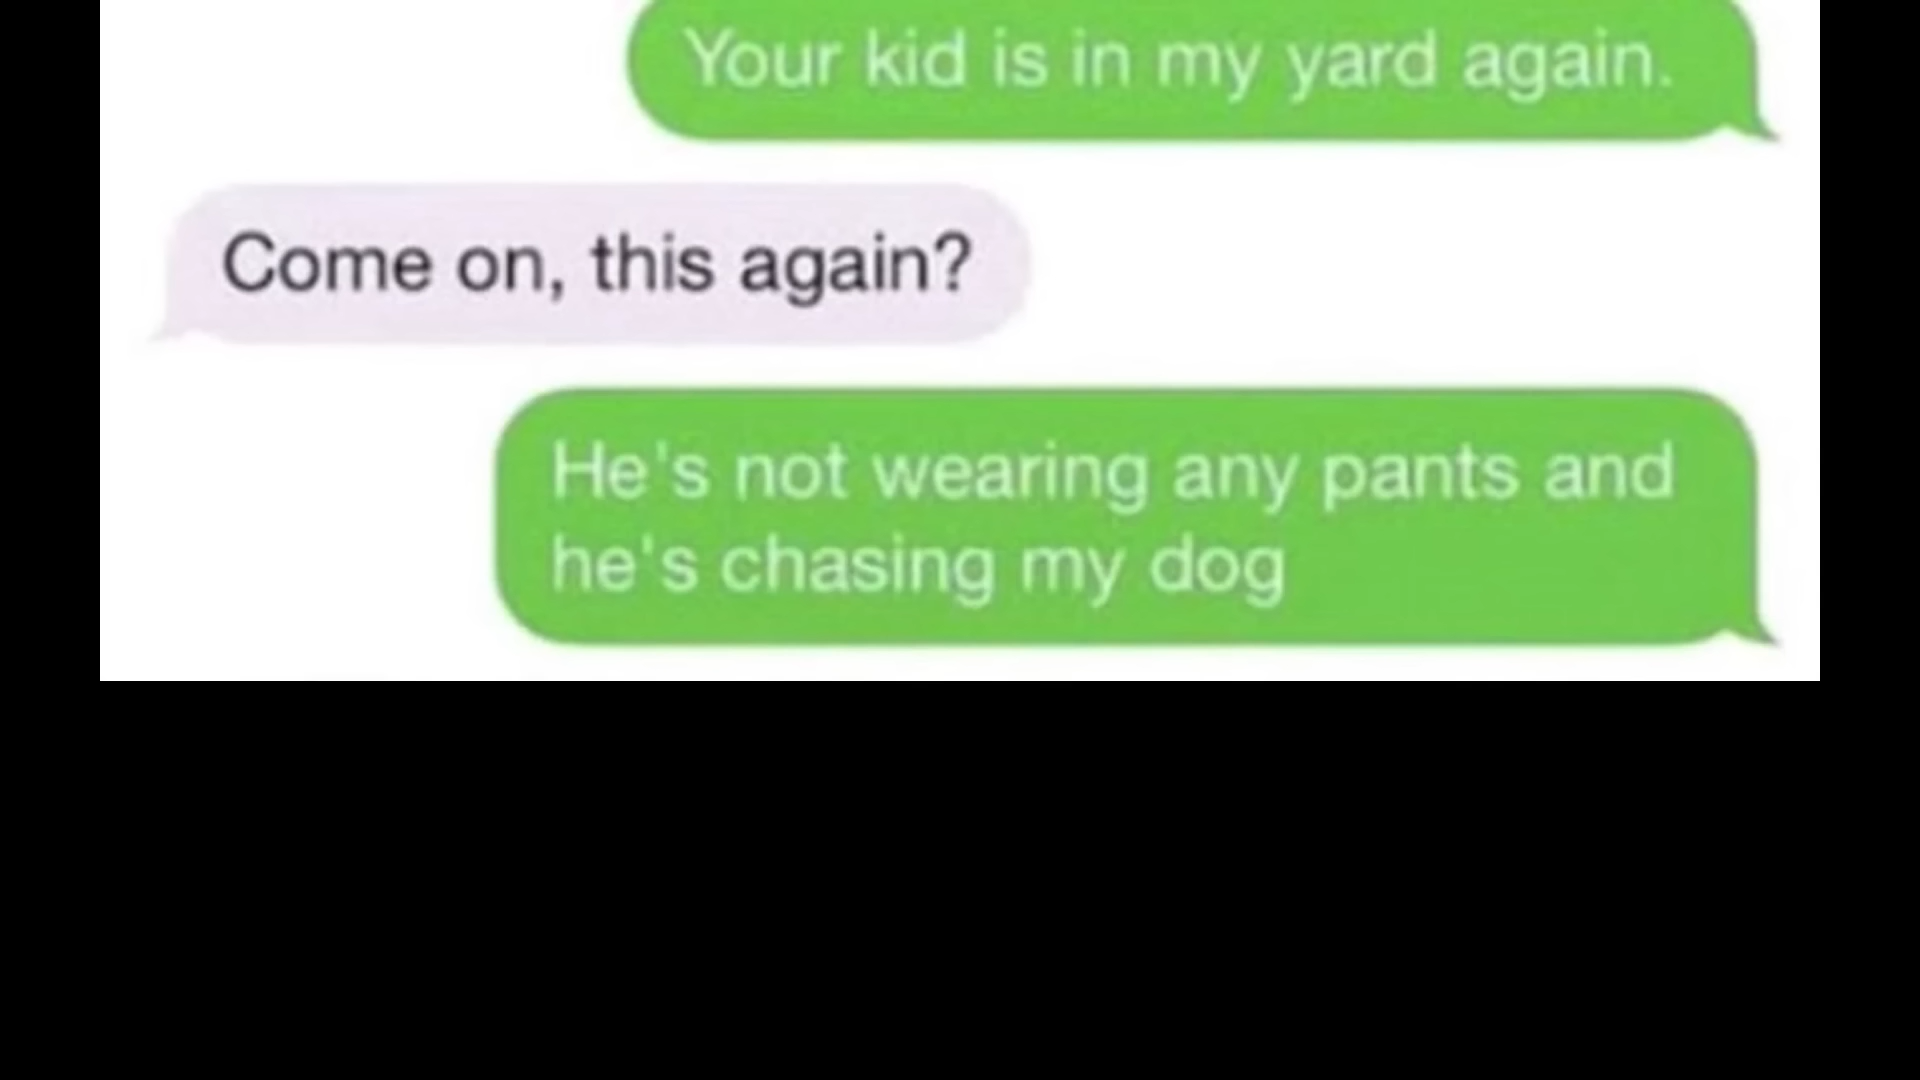 Your kid is in my yard again.
Come on, this again?
He's not wearing any pants and
he's chasing my dog